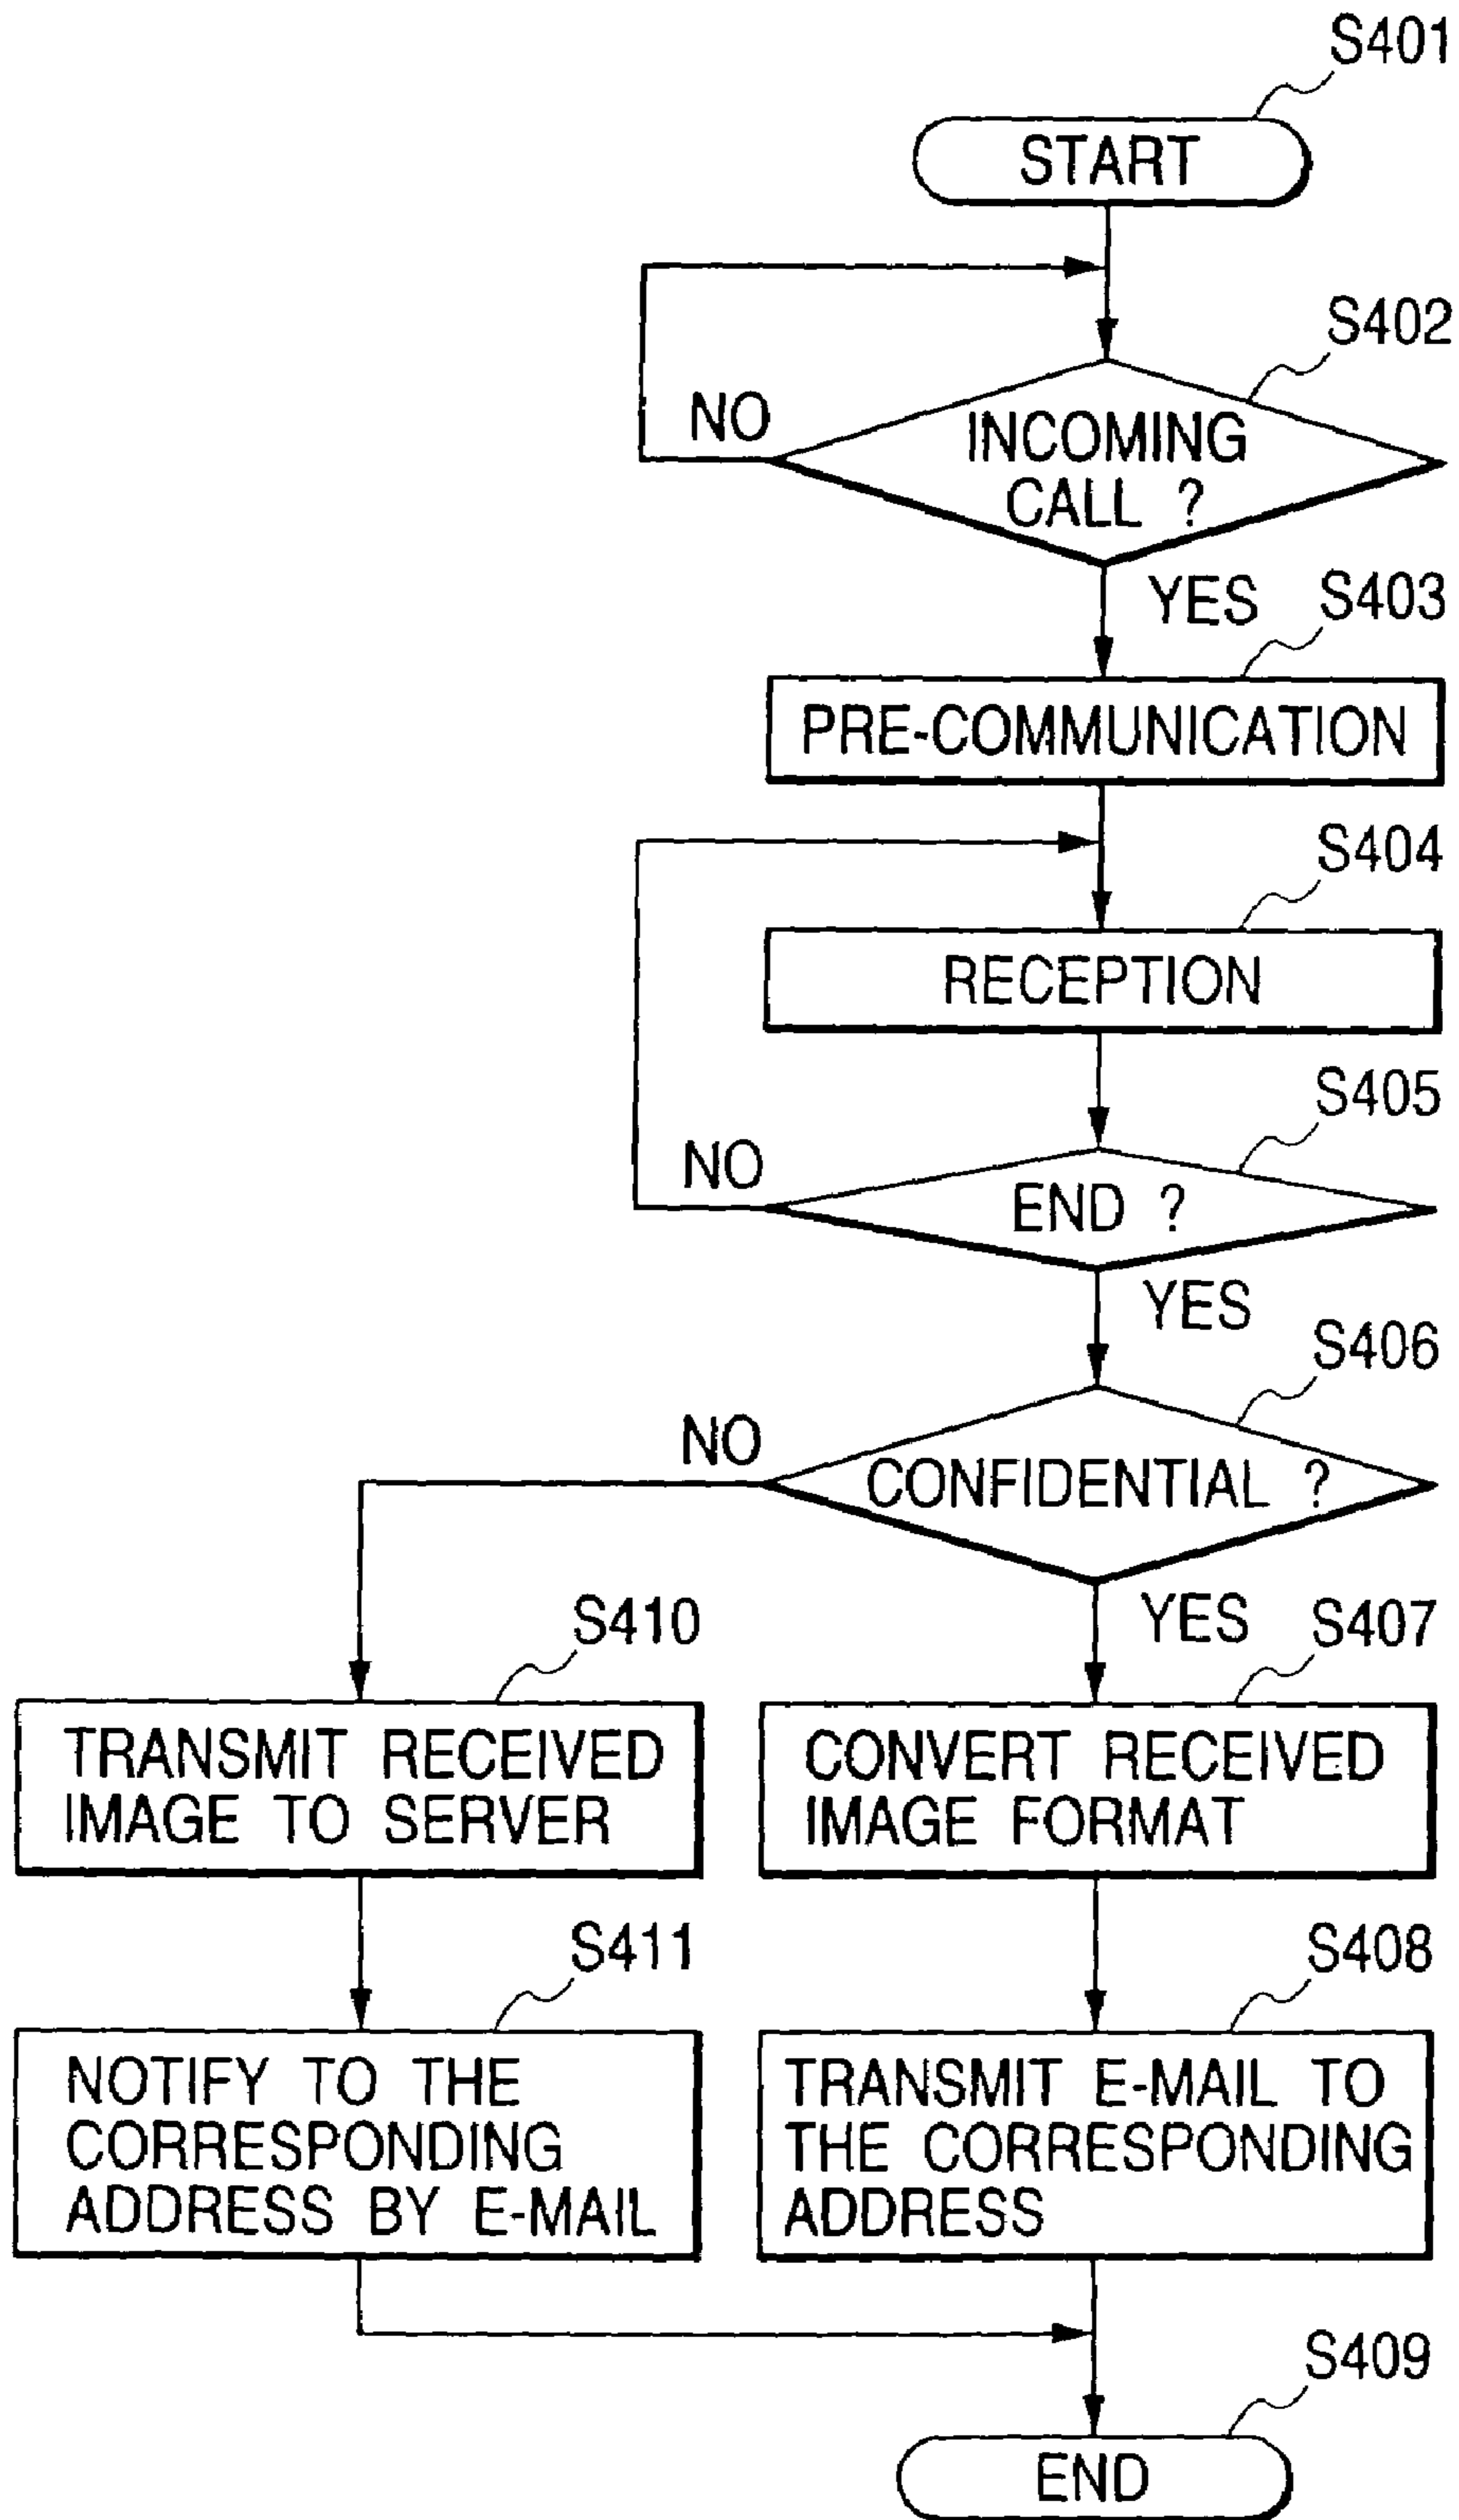 S401
START
S402
NO
INCOMING
CALL ?
YES
S403
PRE-COMMUNICATION
S404
RECEPTION
S405
NO
END ?
YES
S406
NO
CONFIDENTIAL ?
S410
YES
S407
TRANSMIT RECEIVED
IMAGE TO SERVER
CONVERT RECEIVED
IMAGE FORMAT
S411
S408
NOTIFY TO THE
CORRESPONDING
ADDRESS BY E-MAIL
TRANSMIT E-MAIL TO
THE CORRESPONDING
ADDRESS
S409
END